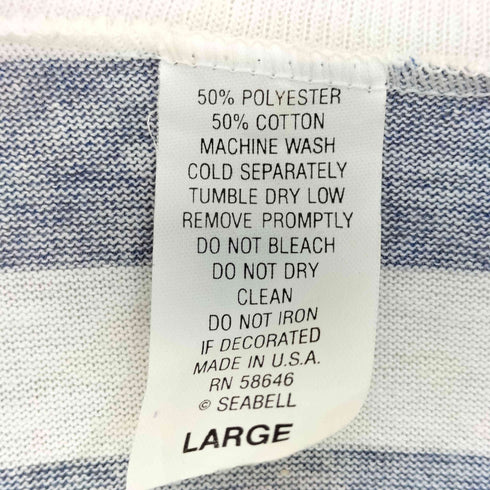 50% POLYESTER
50% COTTON
MACHINE WASH
COLD SEPARATELY
TUMBLE DRY LOW
REMOVE PROMPTLY
DO NOT BLEACH
DO NOT DRY
CLEAN
DO NOT IRON
IF DECORATED
MADE IN U.S.A.
RN 58646
© SEABELL
LARGE